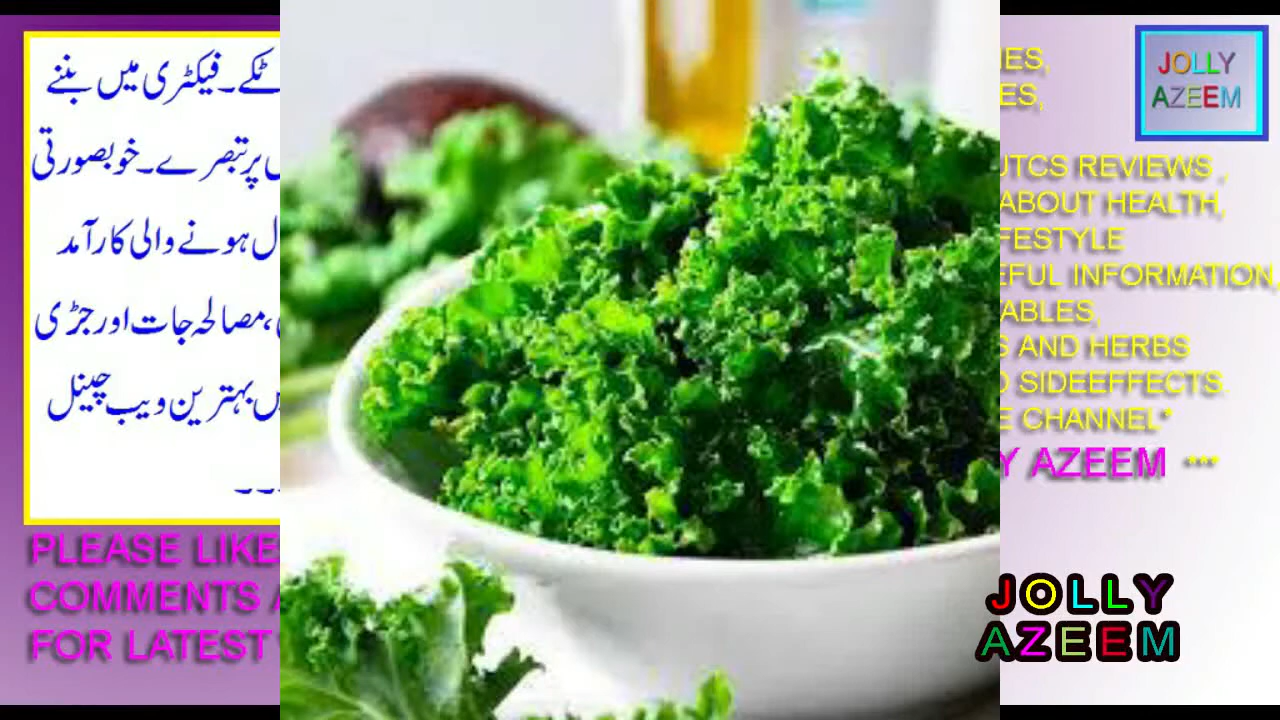 ٹکے۔ فیکٹری میں بننے
پر تبصرے۔ خوبصورتی
ہونے والی کارآمد
، مصالحہ جات اور جڑی
بہترین ویب چینل
۔۔۔
PLEASE LIKE
COMMENTS
FOR LATEST
IES,
ES,
UTCS REVIEWS ,
ABOUT HEALTH,
FESTYLE
EFUL INFORMATION,
ABLES,
S AND HERBS
D SIDEEFFECTS.
E CHANNEL*
Y AZEEM ***
JOLLY
AZEEM
JOLLY
AZEEM